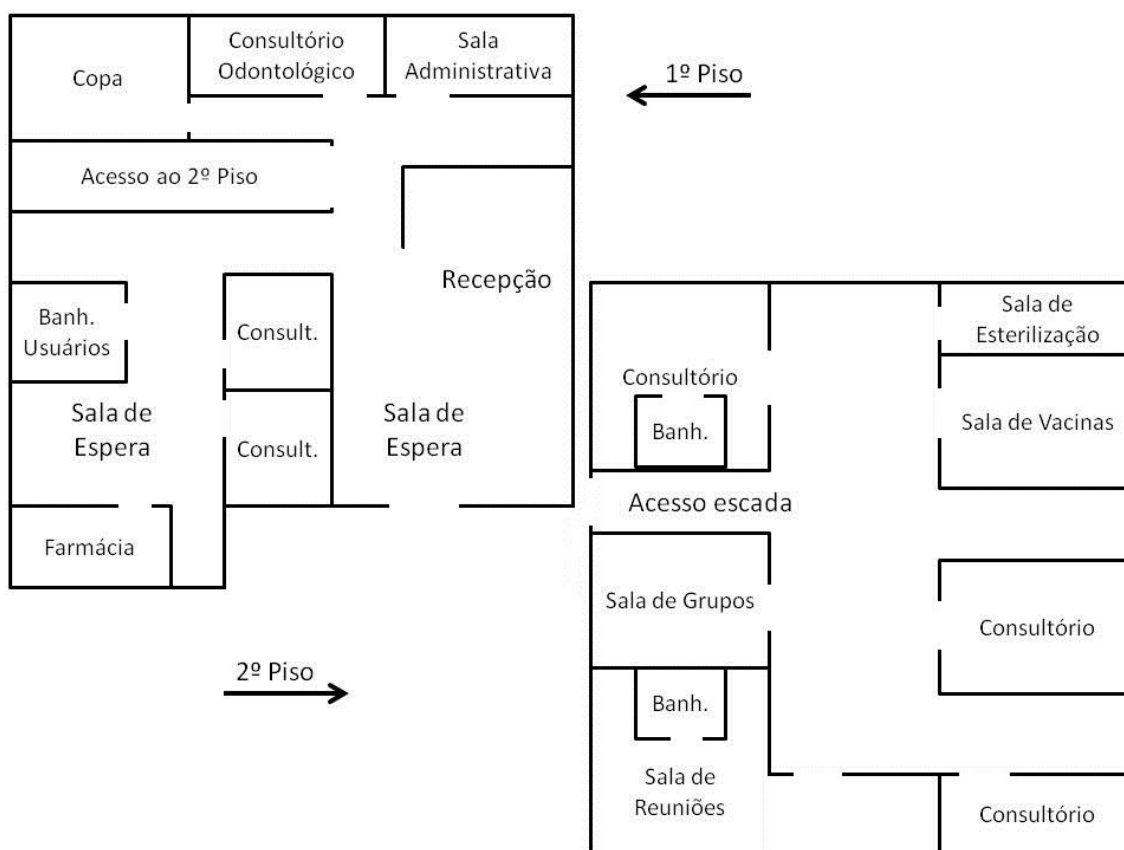 Copa
Consultório
Odontológico
Sala
Administrativa
1º Piso
Acesso ao 2º Piso
Recepção
Banh.
Usuários
Consult.
Sala de
Espera
Consult.
Sala de
Espera
Farmácia
2º Piso
Sala de
Esterilização
Consultório
Banh.
Sala de Vacinas
Acesso escada
Sala de Grupos
Consultório
Banh.
Sala de
Reuniões
Consultório